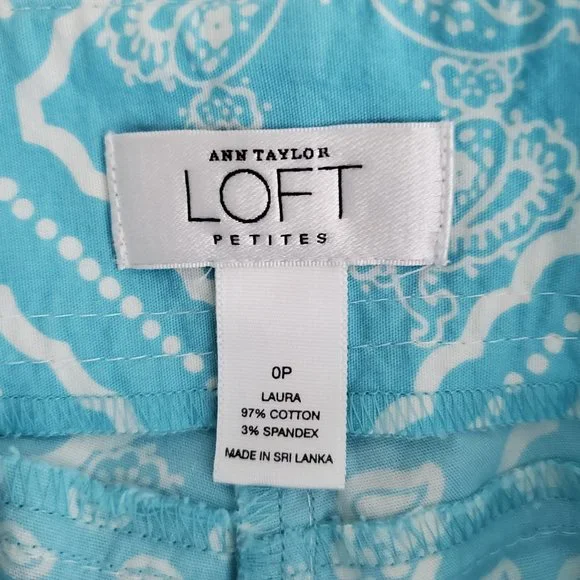 ANN TAYLOR
LOFT
PETITES
0P
LAURA
97% COTTON
3% SPANDEX
MADE IN SRI LANKA